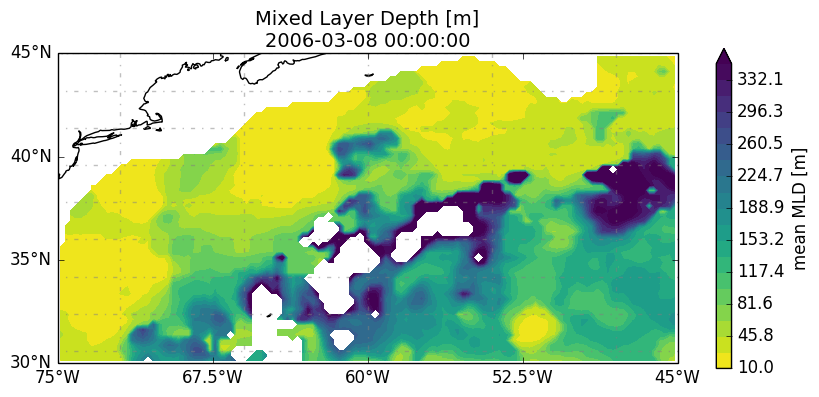 Mixed Layer Depth [m]
2006-03-08 00:00:00
45°N
40°N
35°N
30°N
75°W
67.5°W
60°W
52.5°W
45°W
332.1
296.3
260.5
224.7
188.9
153.2
117.4
81.6
45.8
10.0
mean MLD [m]